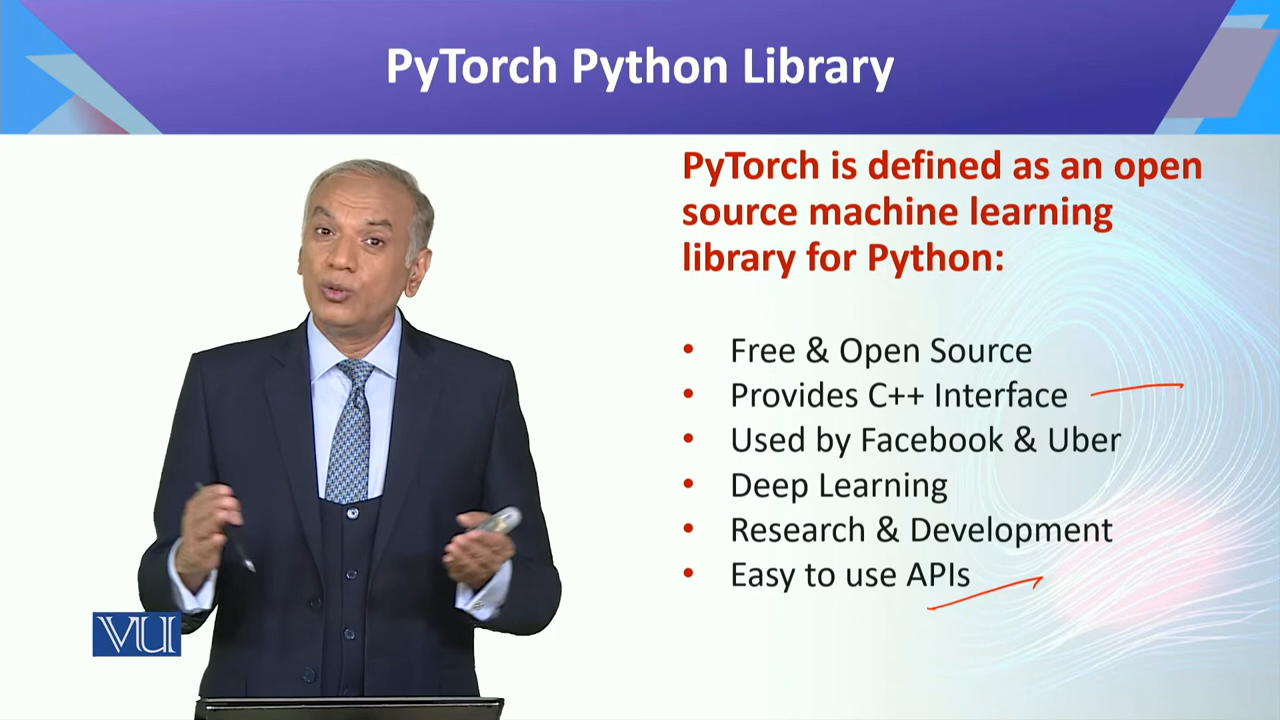 PyTorch Python Library
PyTorch is defined as an open
source machine learning
library for Python:
• Free & Open Source
• Provides C++ Interface
• Used by Facebook & Uber
• Deep Learning
• Research & Development
• Easy to use APIs
VU